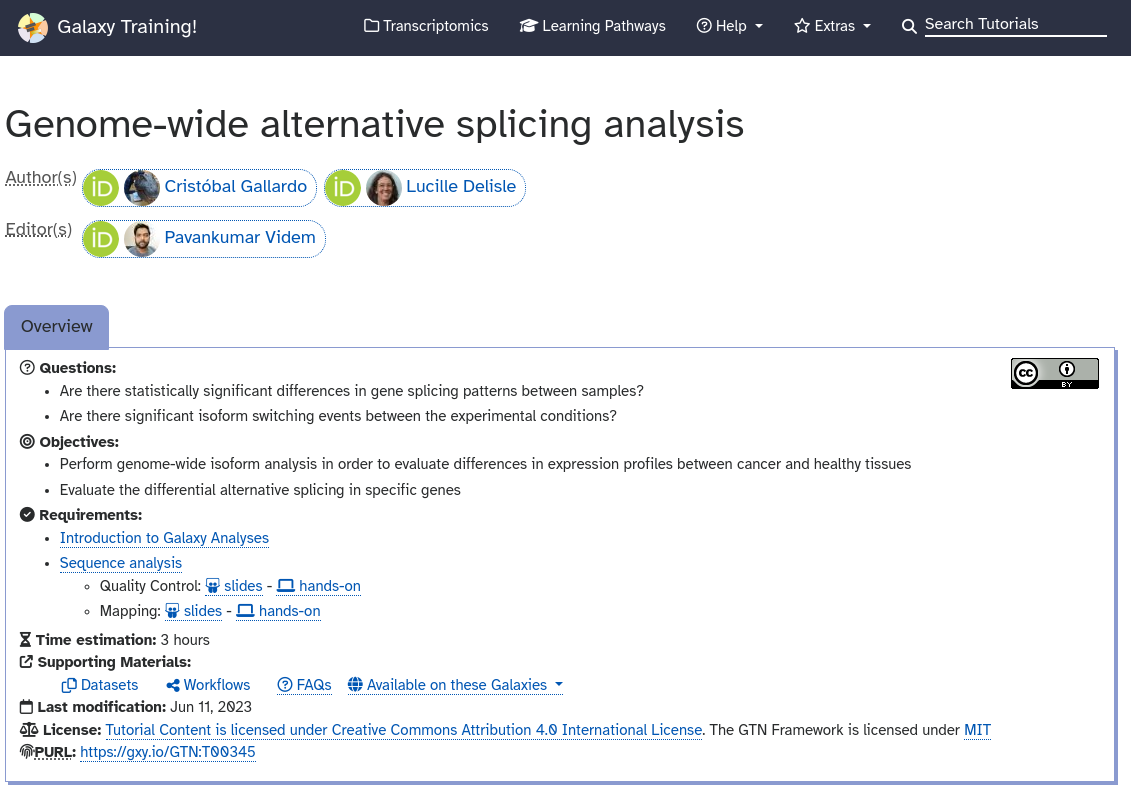 Galaxy Training!
Transcriptomics Learning Pathways Help Extras Search Tutorials
Genome-wide alternative splicing analysis
Author(s) iD Cristóbal Gallardo iD Lucille Delisle
Editor(s) iD Pavankumar Videm
Overview
Questions:
CC BY
Are there statistically significant differences in gene splicing patterns between samples?
Are there significant isoform switching events between the experimental conditions?
Objectives:
Perform genome-wide isoform analysis in order to evaluate differences in expression profiles between cancer and healthy tissues
Evaluate the differential alternative splicing in specific genes
Requirements:
Introduction to Galaxy Analyses
Sequence analysis
Quality Control: slides - hands-on
Mapping: slides - hands-on
Time estimation: 3 hours
Supporting Materials:
Datasets Workflows FAQs Available on these Galaxies
Last modification: Jun 11, 2023
License: Tutorial Content is licensed under Creative Commons Attribution 4.0 International License. The GTN Framework is licensed under MIT
PURL: https://gxy.io/GTN:T00345